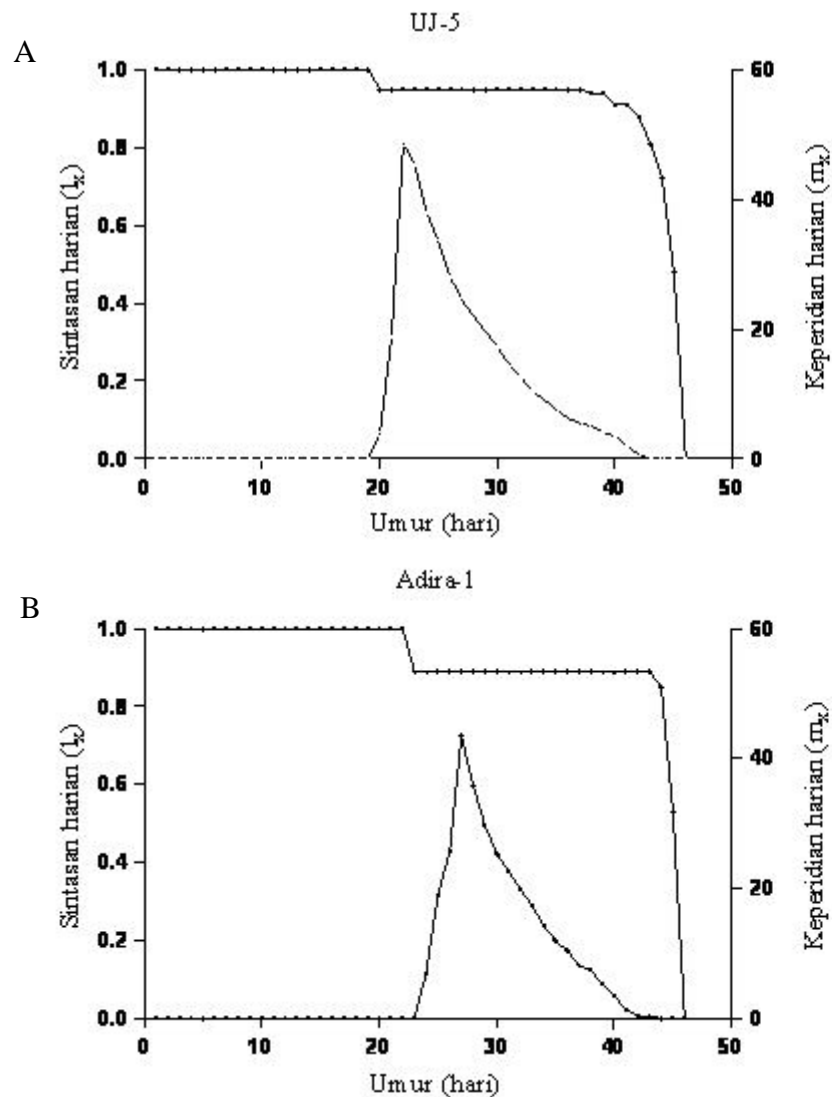 A
UJ-5
1.0
0.8
0.6
0.4
0.2
0.0
Sintasan harian (lx)
60
40
20
0
Keperidian harian (mx)
0 10 20 30 40 50
Umur (hari)
B
Adira-1
1.0
0.8
0.6
0.4
0.2
0.0
Sintasan harian (lx)
60
40
20
0
Keperidian harian (mx)
0 10 20 30 40 50
Umur (hari)